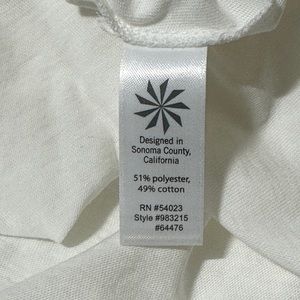 Designed in
Sonoma County,
California
51% polyester,
49% cotton
RN #54023
Style #983215
#64476